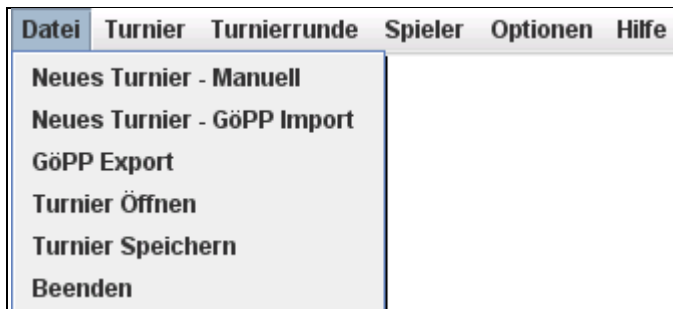 Datei Turnier Turnierrunde Spieler Optionen Hilfe
Neues Turnier - Manuell
Neues Turnier - GöPP Import
GöPP Export
Turnier Öffnen
Turnier Speichern
Beenden